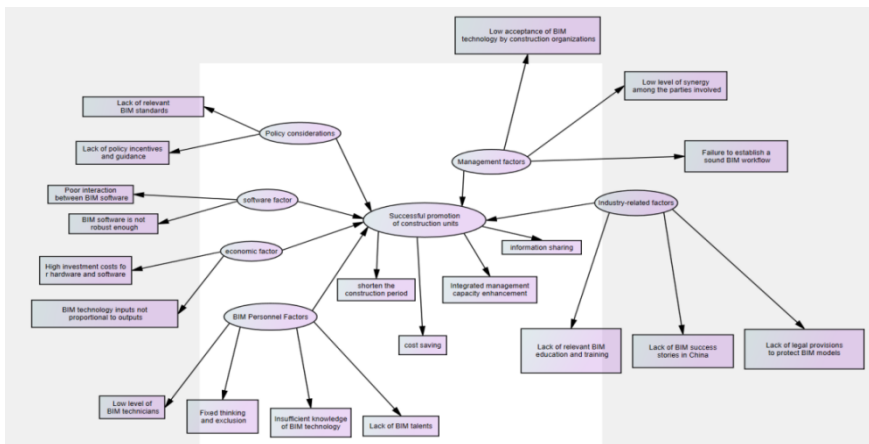 Low acceptance of BIM
technology by construction organizations
Low level of synergy
among the parties involved
Lack of relevant
BIM standards
Policy considerations
Lack of policy incentives
and guidance
Management factors
Failure to establish a
sound BIM workflow
Poor interaction
between BIM software
software factor
Industry-related factors
BIM software is not
robust enough
Successful promotion
of construction units
information sharing
economic factor
High investment costs fo
r hardware and software
shorten the
construction period
Integrated management
capacity enhancement
BIM technology inputs not
proportional to outputs
BIM Personnel Factors
cost saving
Lack of relevant BIM
education and training
Lack of BIM success
stories in China
Lack of legal provisions
to protect BIM models
Low level of
BIM technicians
Fixed thinking
and exclusion
Insufficient knowledge
of BIM technology
Lack of BIM talents